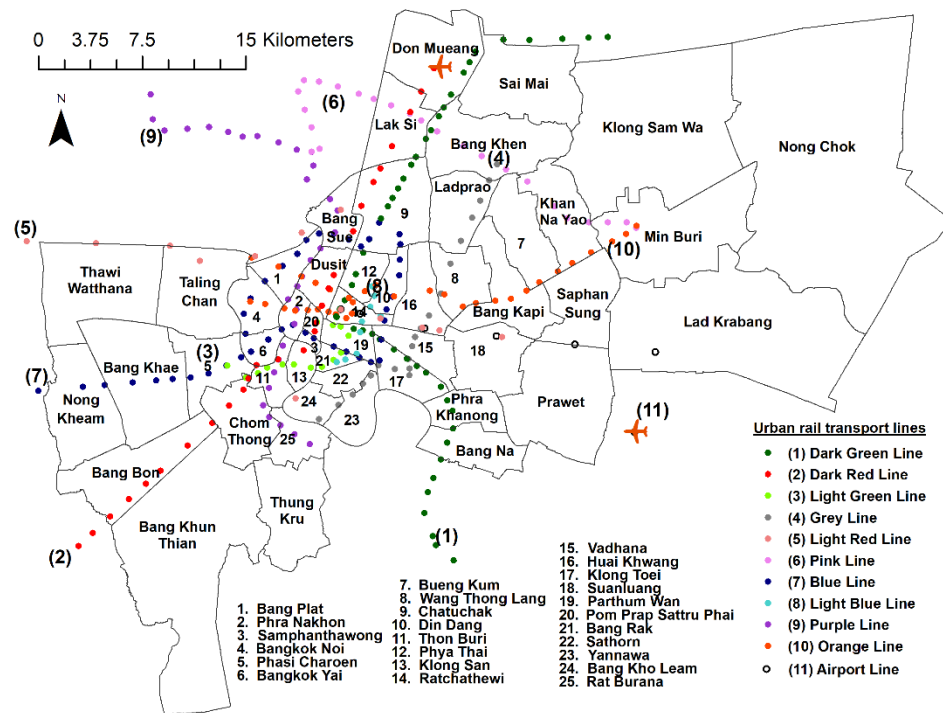 0 3.75 7.5 15 Kilometers
N
Don Mueang
Sai Mai
(6)
(9)
Lak Si
Klong Sam Wa
Nong Chok
Bang Khen
(4)
Ladprao
Khan
Na Yao
9
Bang
Sue
(5)
7
Min Buri
(10)
Dusit
12
1
8
Thawi
Watthana
Taling
Chan
(8)
10
16
2
14
4
20
Bang Kapi
Saphan
Sung
Lad Krabang
3
19
15
18
(3)
5
6
21
Bang Khae
(7)
11
13
22
17
Nong
Kheam
24
23
Phra
Khanong
Prawet
(11)
Chom
Thong
25
Bang Na
Bang Bon
Thung
Kru
Bang Khun
Thian
(2)
(1)
Urban rail transport lines
(1) Dark Green Line
(2) Dark Red Line
(3) Light Green Line
(4) Grey Line
(5) Light Red Line
(6) Pink Line
(7) Blue Line
(8) Light Blue Line
(9) Purple Line
(10) Orange Line
(11) Airport Line
1. Bang Plat
2. Phra Nakhon
3. Samphanthawong
4. Bangkok Noi
5. Phasi Charoen
6. Bangkok Yai
7. Bueng Kum
8. Wang Thong Lang
9. Chatuchak
10. Din Dang
11. Thon Buri
12. Phya Thai
13. Klong San
14. Ratchathewi
15. Vadhana
16. Huai Khwang
17. Klong Toei
18. Suanluang
19. Parthum Wan
20. Pom Prap Sattru Phai
21. Bang Rak
22. Sathorn
23. Yannawa
24. Bang Kho Leam
25. Rat Burana